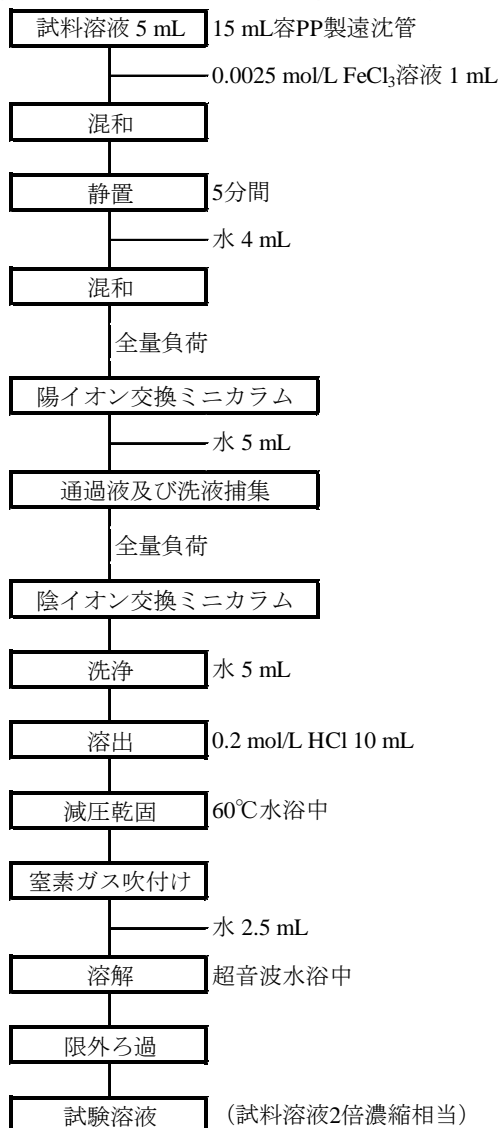 試料溶液 5 mL 15 mL容PP製遠沈管
0.0025 mol/L FeCl₃溶液 1 mL
混和
静置 5分間
水 4 mL
混和
全量負荷
陽イオン交換ミニカラム
水 5 mL
通過液及び洗液捕集
全量負荷
陰イオン交換ミニカラム
洗浄 水 5 mL
溶出 0.2 mol/L HCl 10 mL
減圧乾固 60℃水浴中
窒素ガス吹付け
水 2.5 mL
溶解 超音波水浴中
限外ろ過
試験溶液 （試料溶液2倍濃縮相当）